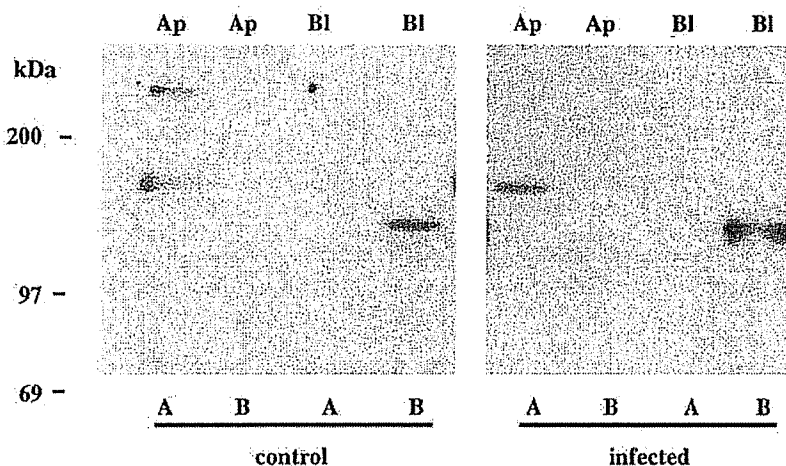 Ap Ap Bl Bl Ap Ap Bl Bl
kDa
200 –
97 –
69 –
A B A B A B A B
control infected